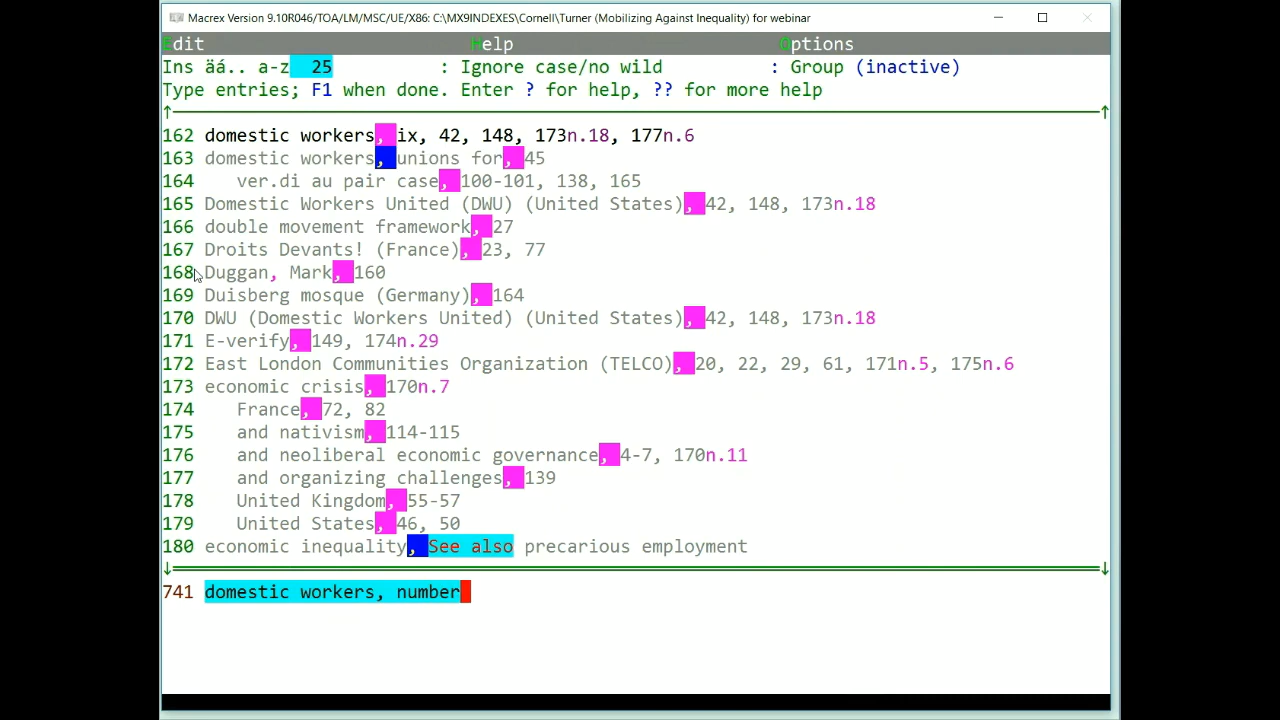 Macrex Version 9.10R046/TOA/LM/MSC/UE/X86: C:\MX9INDEXES\Cornell\Turner (Mobilizing Against Inequality) for webinar
Edit Help Options
Ins äá.. a-z 25 : Ignore case/no wild : Group (inactive)
Type entries; F1 when done. Enter ? for help, ?? for more help
162 domestic workers, ix, 42, 148, 173n.18, 177n.6
163 domestic workers, unions for, 45
164 ver.di au pair case, 100-101, 138, 165
165 Domestic Workers United (DWU) (United States), 42, 148, 173n.18
166 double movement framework, 27
167 Droits Devants! (France), 23, 77
168 Duggan, Mark, 160
169 Duisberg mosque (Germany), 164
170 DWU (Domestic Workers United) (United States), 42, 148, 173n.18
171 E-verify, 149, 174n.29
172 East London Communities Organization (TELCO), 20, 22, 29, 61, 171n.5, 175n.6
173 economic crisis, 170n.7
174 France, 72, 82
175 and nativism, 114-115
176 and neoliberal economic governance, 4-7, 170n.11
177 and organizing challenges, 139
178 United Kingdom, 55-57
179 United States, 46, 50
180 economic inequality, See also precarious employment
741 domestic workers, number